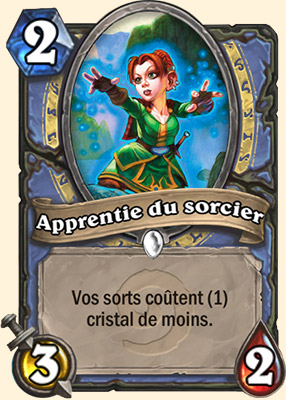 2
Apprentie du sorcier
Vos sorts coûtent (1)
cristal de moins.
3
2